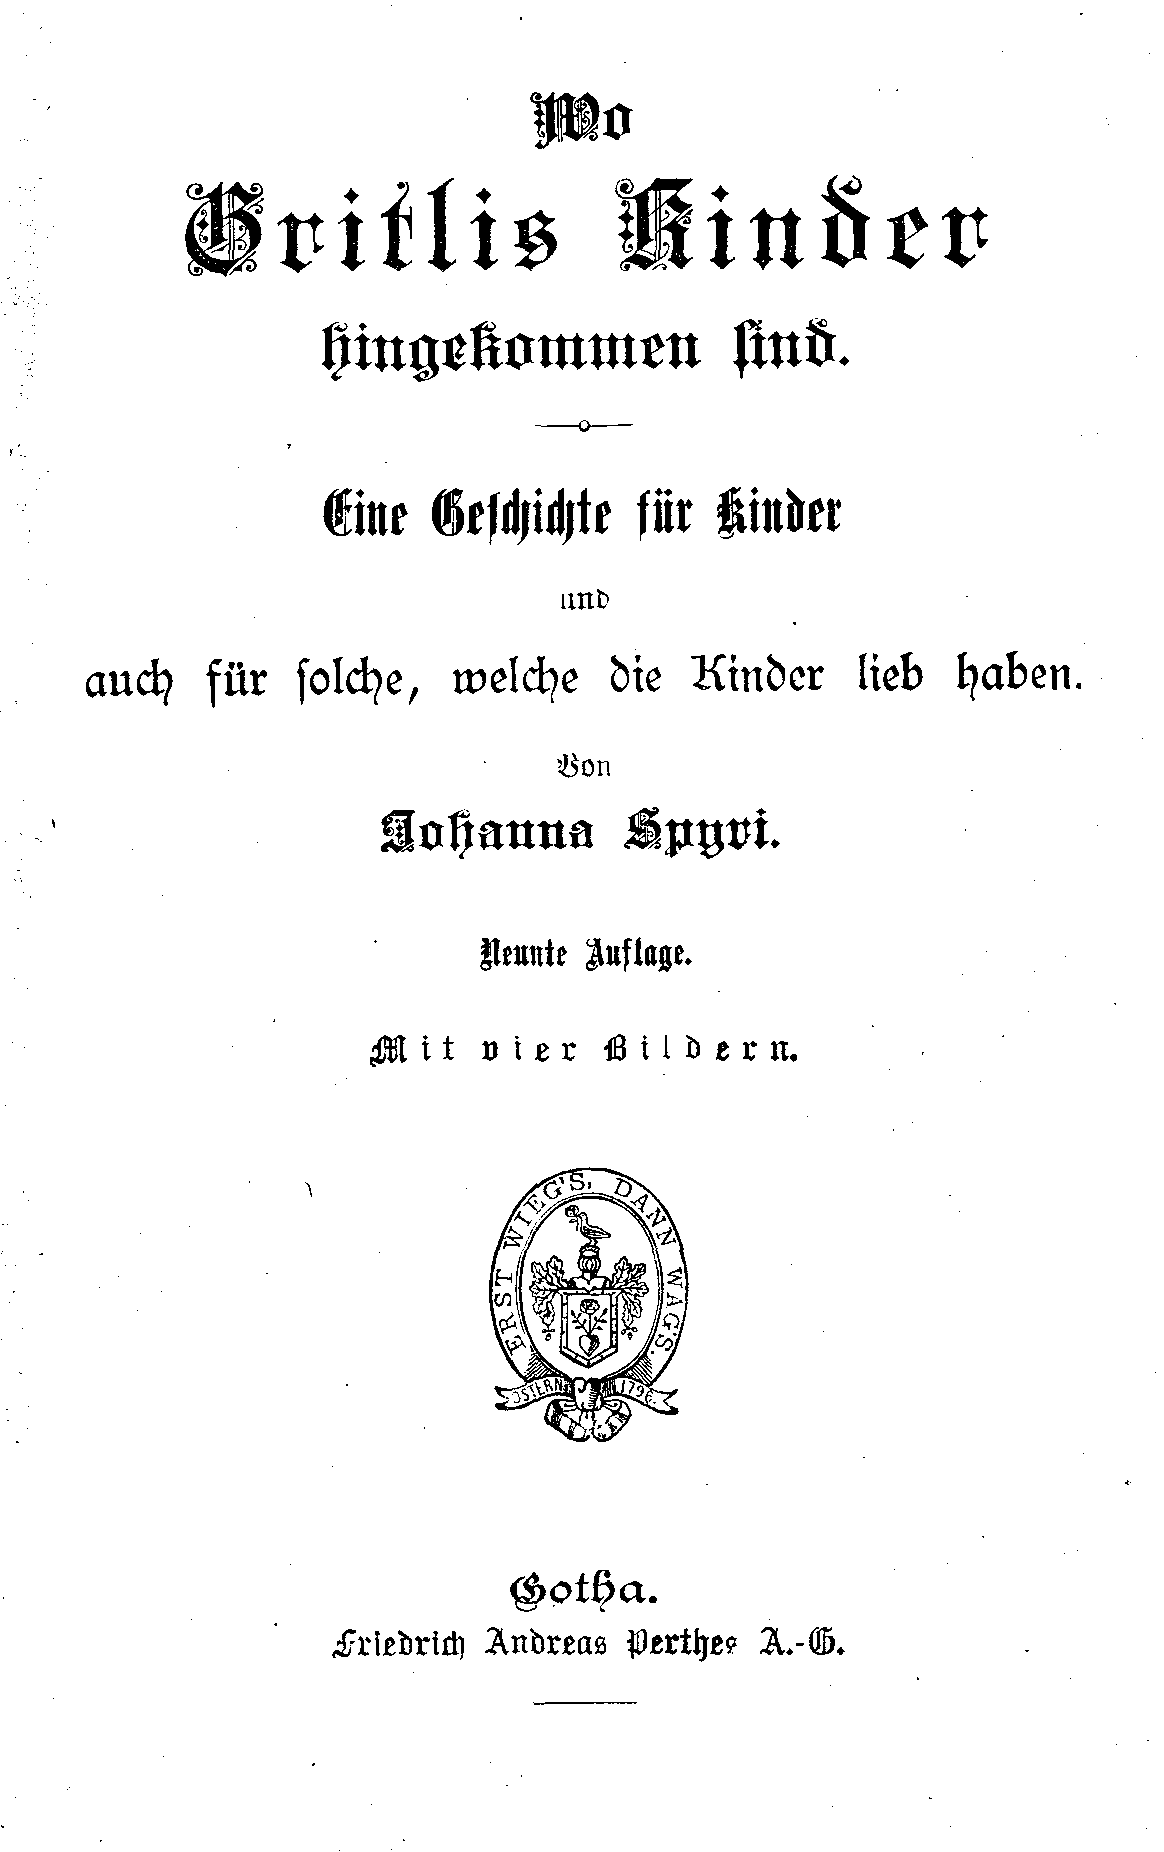 Wo
Gritlis Kinder
hingekommen sind.
Eine Geschichte für Kinder
und
auch für solche, welche die Kinder lieb haben.
Von
Johanna Spyri.
Neunte Auflage.
Mit vier Bildern.
ERST WIEG'S, DANN WAG'S.
OSTERN 1796.
Gotha.
Friedrich Andreas Perthes A.-G.